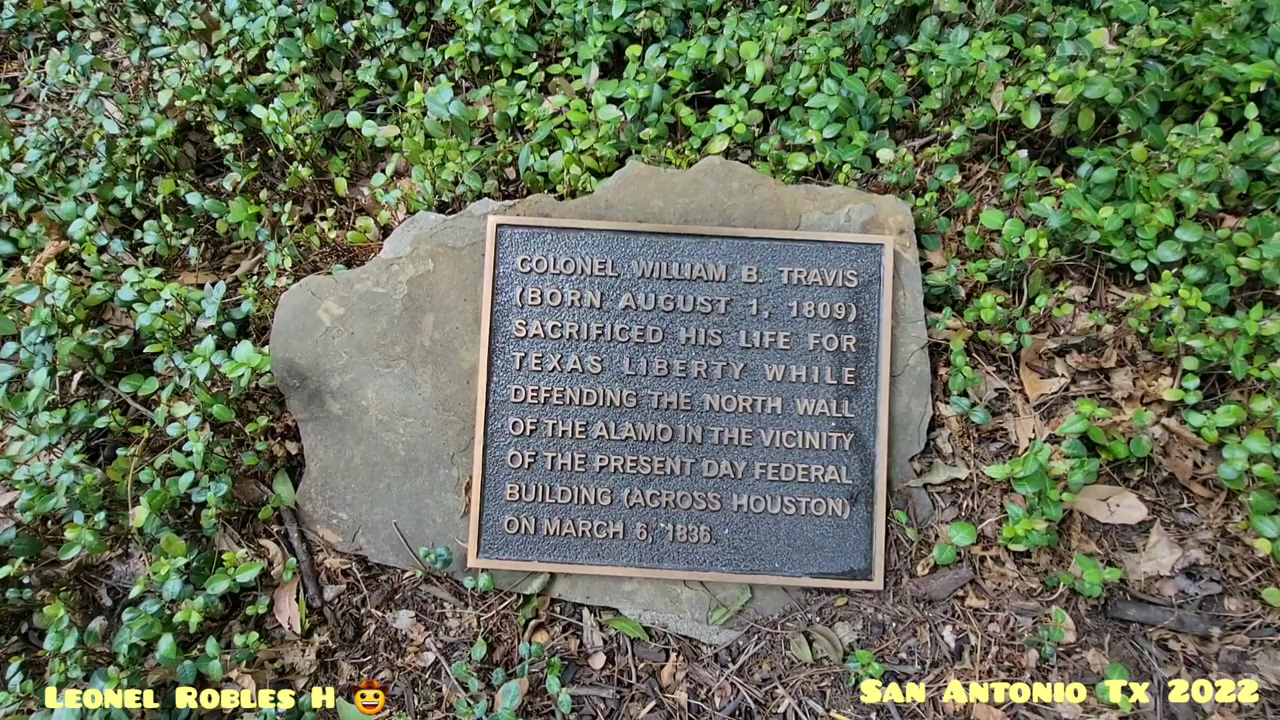 COLONEL WILLIAM B. TRAVIS
(BORN AUGUST 1, 1809)
SACRIFICED HIS LIFE FOR
TEXAS LIBERTY WHILE
DEFENDING THE NORTH WALL
OF THE ALAMO IN THE VICINITY
OF THE PRESENT DAY FEDERAL
BUILDING (ACROSS HOUSTON)
ON MARCH 6, 1836.
Leonel Robles H 🤠
San Antonio Tx 2022